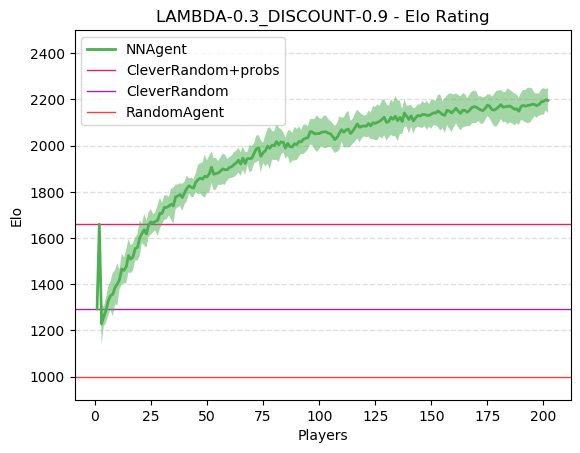 LAMBDA-0.3_DISCOUNT-0.9 - Elo Rating
NNAgent
CleverRandom+probs
CleverRandom
RandomAgent
Elo
2400
2200
2000
1800
1600
1400
1200
1000
0 25 50 75 100 125 150 175 200
Players